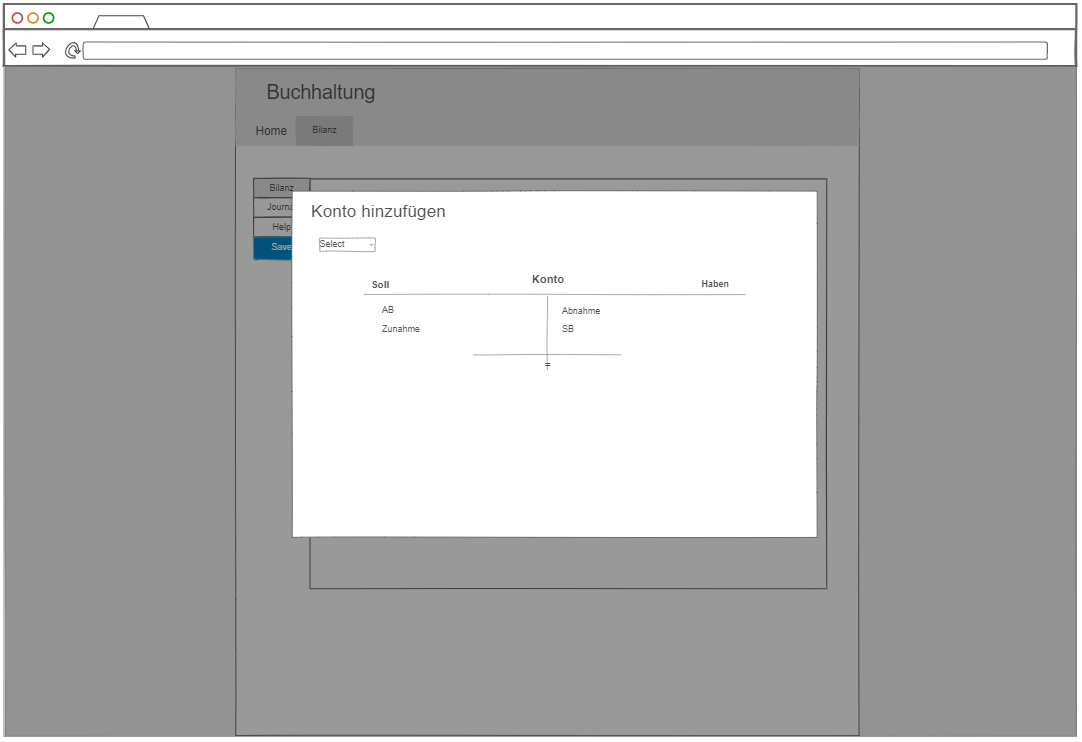 Buchhaltung
Home Bilanz
Bilanz
Journa
Help
Save
Konto hinzufügen
Select
Soll Konto Haben
AB Abnahme
Zunahme SB
=